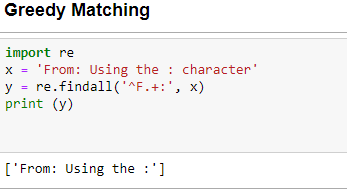 Greedy Matching
import re
x = 'From: Using the : character'
y = re.findall('^F.+:', x)
print (y)
['From: Using the :']